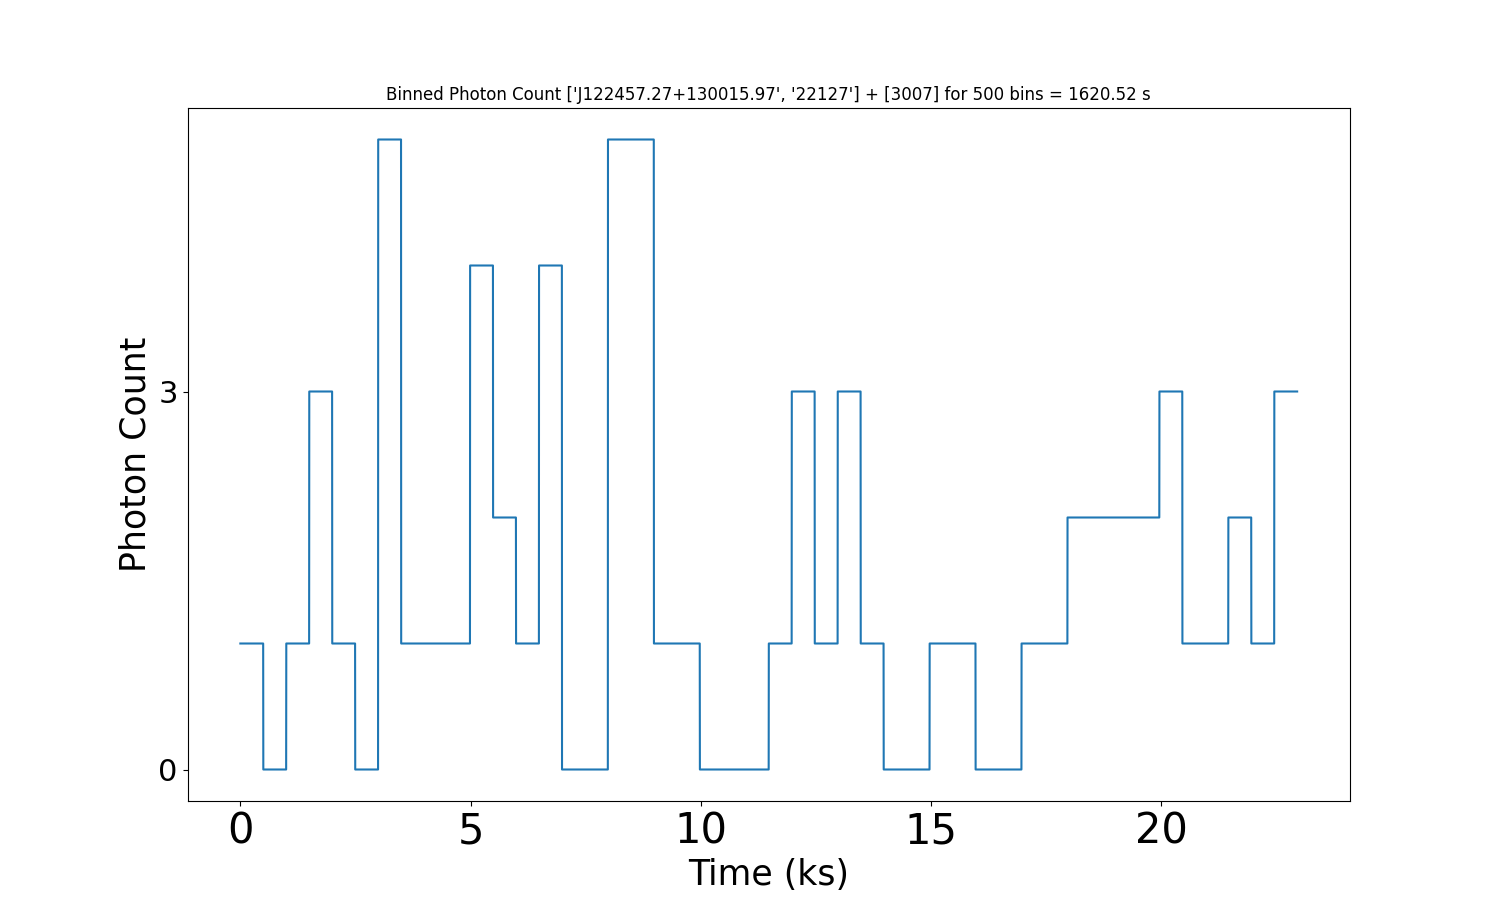 Binned Photon Count ['J122457.27+130015.97', '22127'] + [3007] for 500 bins = 1620.52 s
Photon Count
3
0
0 5 10 15 20
Time (ks)